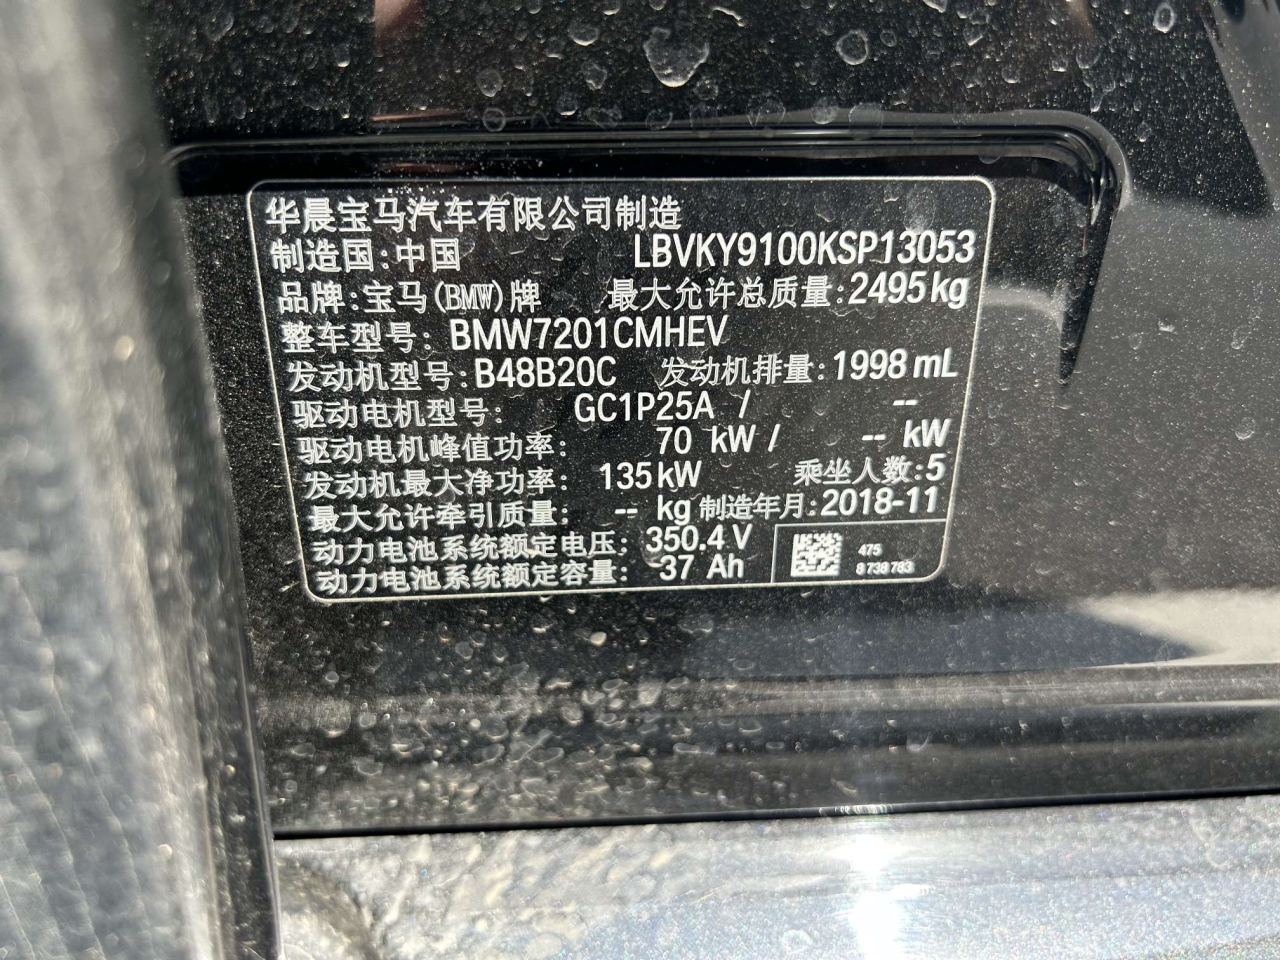 华晨宝马汽车有限公司制造
制造国:中国 LBVKY9100KSP13053
品牌:宝马(BMW)牌 最大允许总质量:2495kg
整车型号: BMW7201CMHEV
发动机型号:B48B20C 发动机排量:1998 mL
驱动电机型号: GC1P25A / --
驱动电机峰值功率: 70 kW / -- kW
发动机最大净功率: 135kW 乘坐人数:5
最大允许牵引质量: -- kg 制造年月:2018-11
动力电池系统额定电压: 350.4 V
动力电池系统额定容量: 37 Ah
475
8 738 783